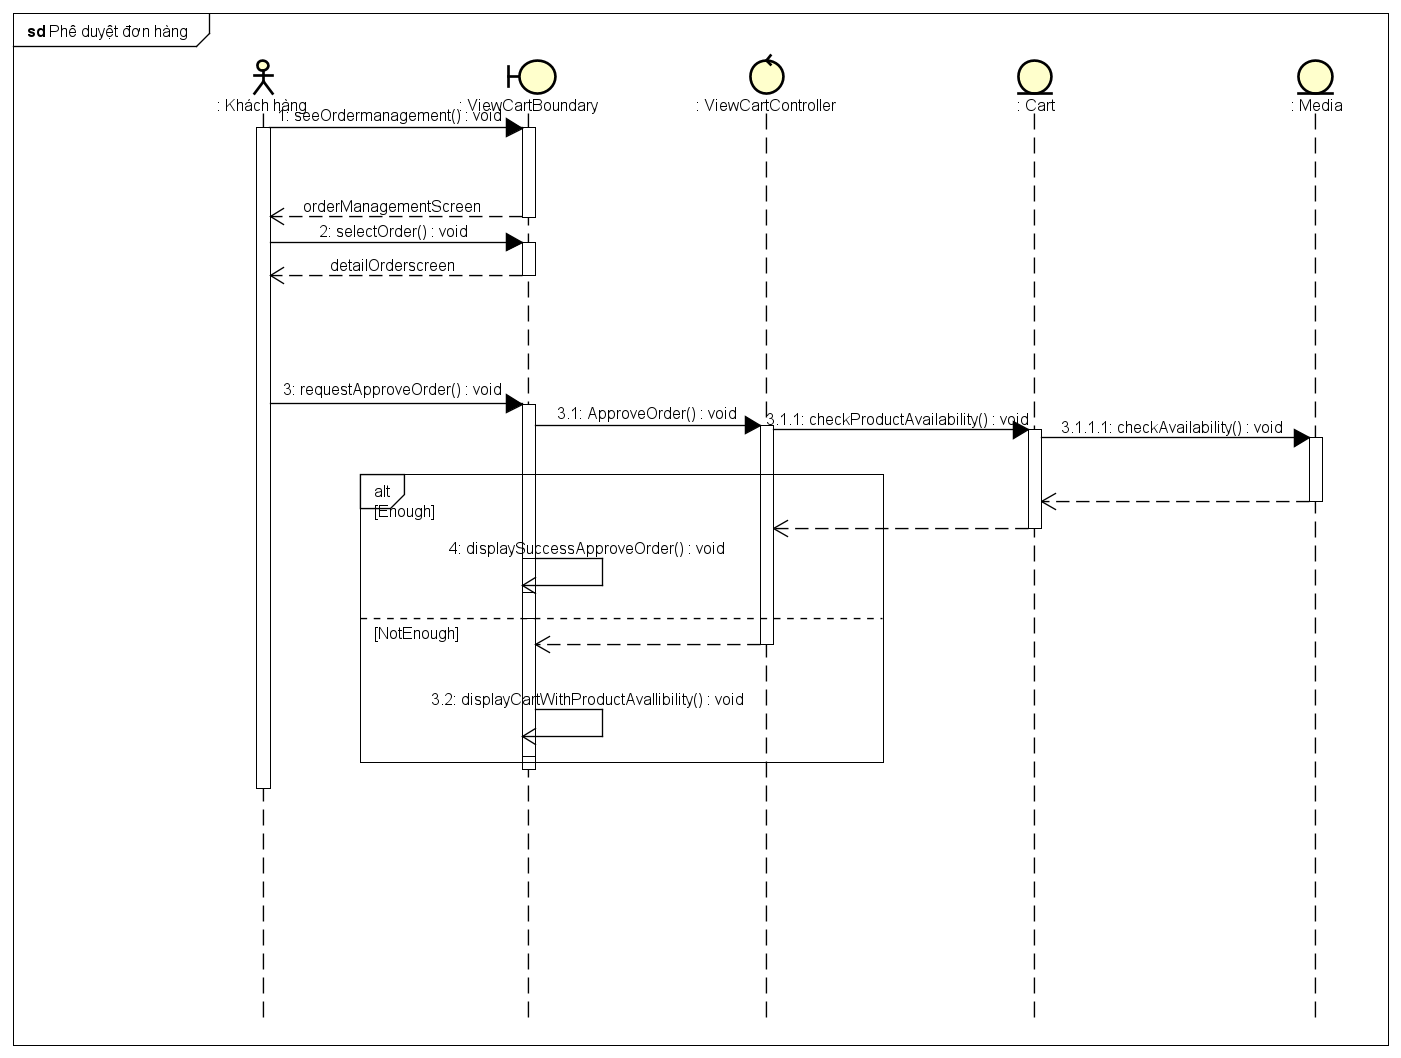 sd Phê duyệt đơn hàng
: Khách hàng
: ViewCartBoundary
: ViewCartController
: Cart
: Media
1: seeOrdermanagement() : void
orderManagementScreen
2: selectOrder() : void
detailOrderscreen
3: requestApproveOrder() : void
3.1: ApproveOrder() : void
3.1.1: checkProductAvailability() : void
3.1.1.1: checkAvailability() : void
alt
[Enough]
4: displaySuccessApproveOrder() : void
[NotEnough]
3.2: displayCartWithProductAvallibility() : void